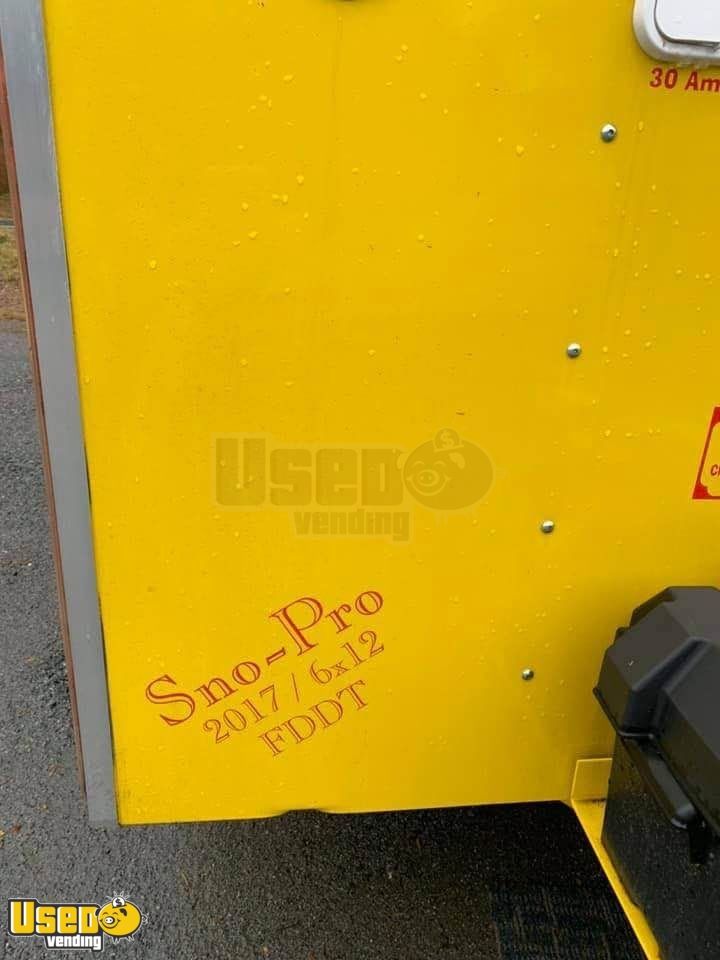 30 Am
C
Used
vending
Sno-Pro
2017 / 6x12
FDDT
Used
vending